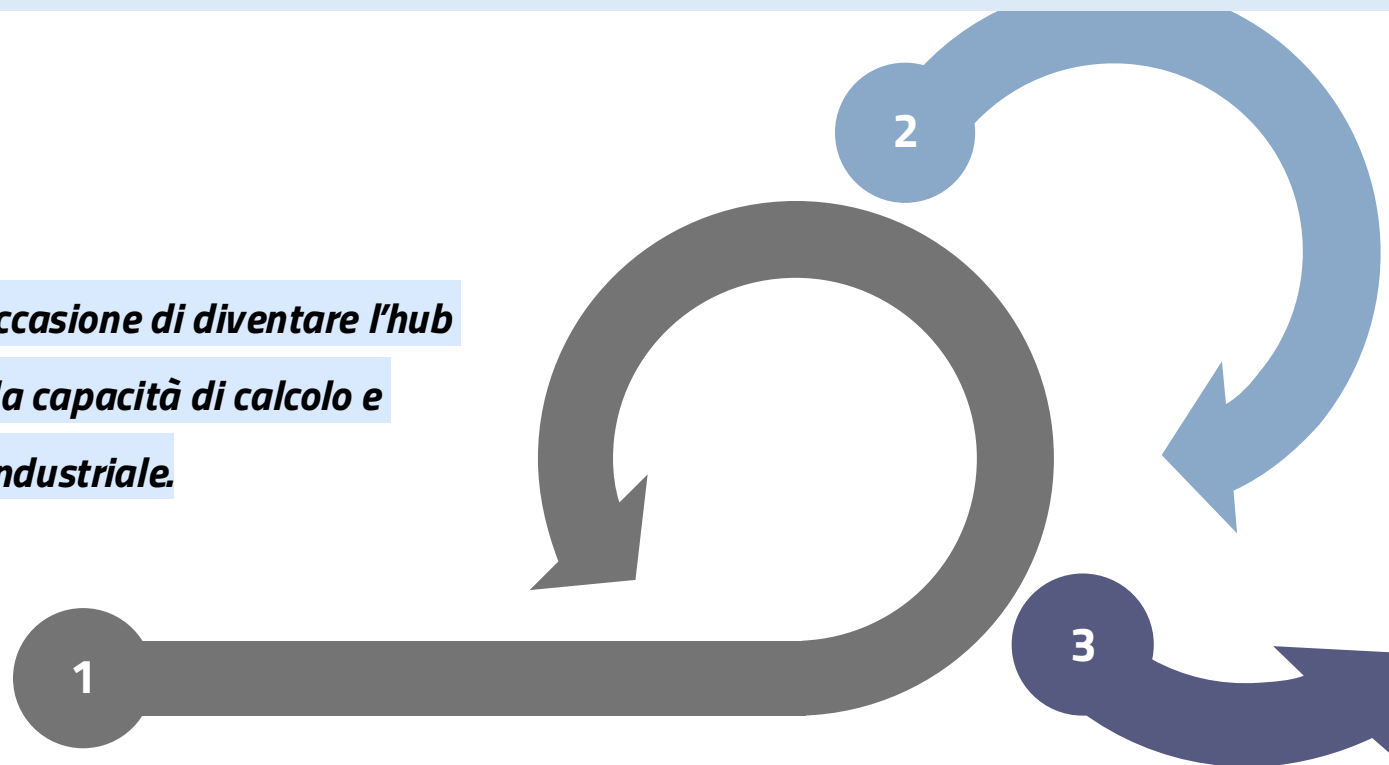 2
ccasione di diventare l'hub
la capacità di calcolo e
ndustriale.
3
1